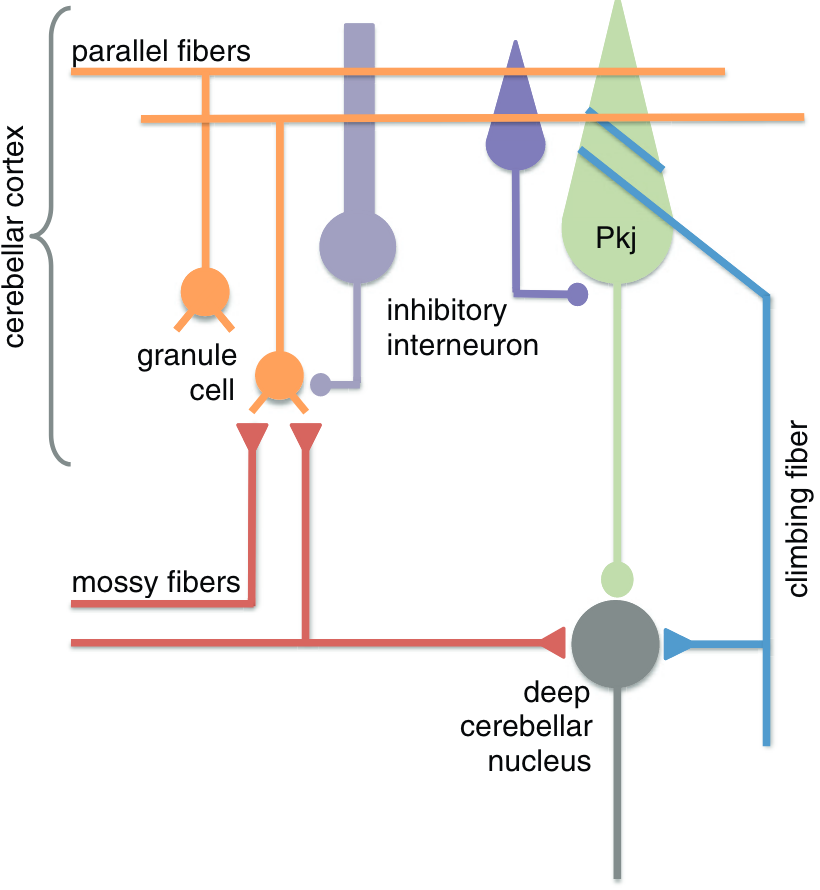 parallel fibers
cerebellar cortex
Pkj
inhibitory
interneuron
granule
cell
climbing fiber
mossy fibers
deep
cerebellar
nucleus